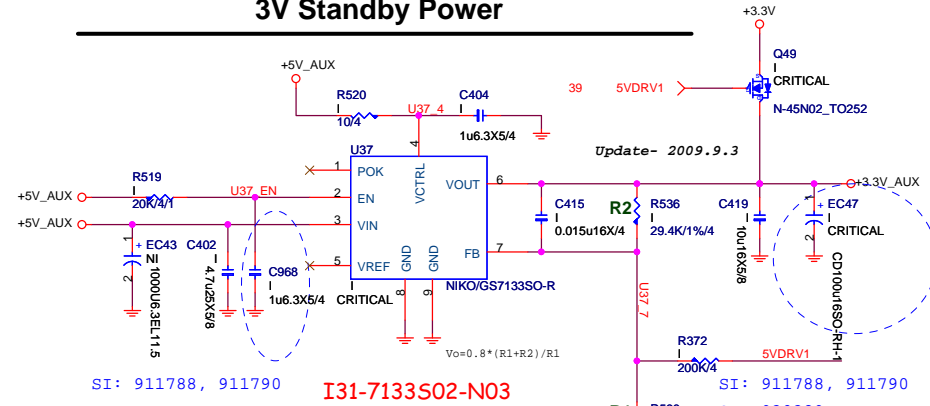 3V Standby Power
+3.3V
Q49
CRITICAL
N-45N02_TO252
39 5VDRV1
+5V_AUX
R520
10/4
U37_4
C404
1u6.3X5/4
Update- 2009.9.3
U37
1 POK
2 EN
3 VIN
5 VREF
4 VCTRL
VOUT 6
FB 7
GND 8
GND 9
NIKO/GS7133SO-R
CRITICAL
+5V_AUX
R519
20K/4/1
U37_EN
+5V_AUX
1
+ EC43
2
NI 1000U6.3EL11.5
C402
4.7u25X5/8
C968
1u6.3X5/4
C415
0.015u16X/4
R2
R536
29.4K/1%/4
C419
10u16X5/8
+3.3V_AUX
1
+ EC47
2
CRITICAL
CD100u16SO-RH-1
U37_7
Vo=0.8*(R1+R2)/R1
R372
200K/4
5VDRV1
SI: 911788, 911790
I31-7133S02-N03
SI: 911788, 911790